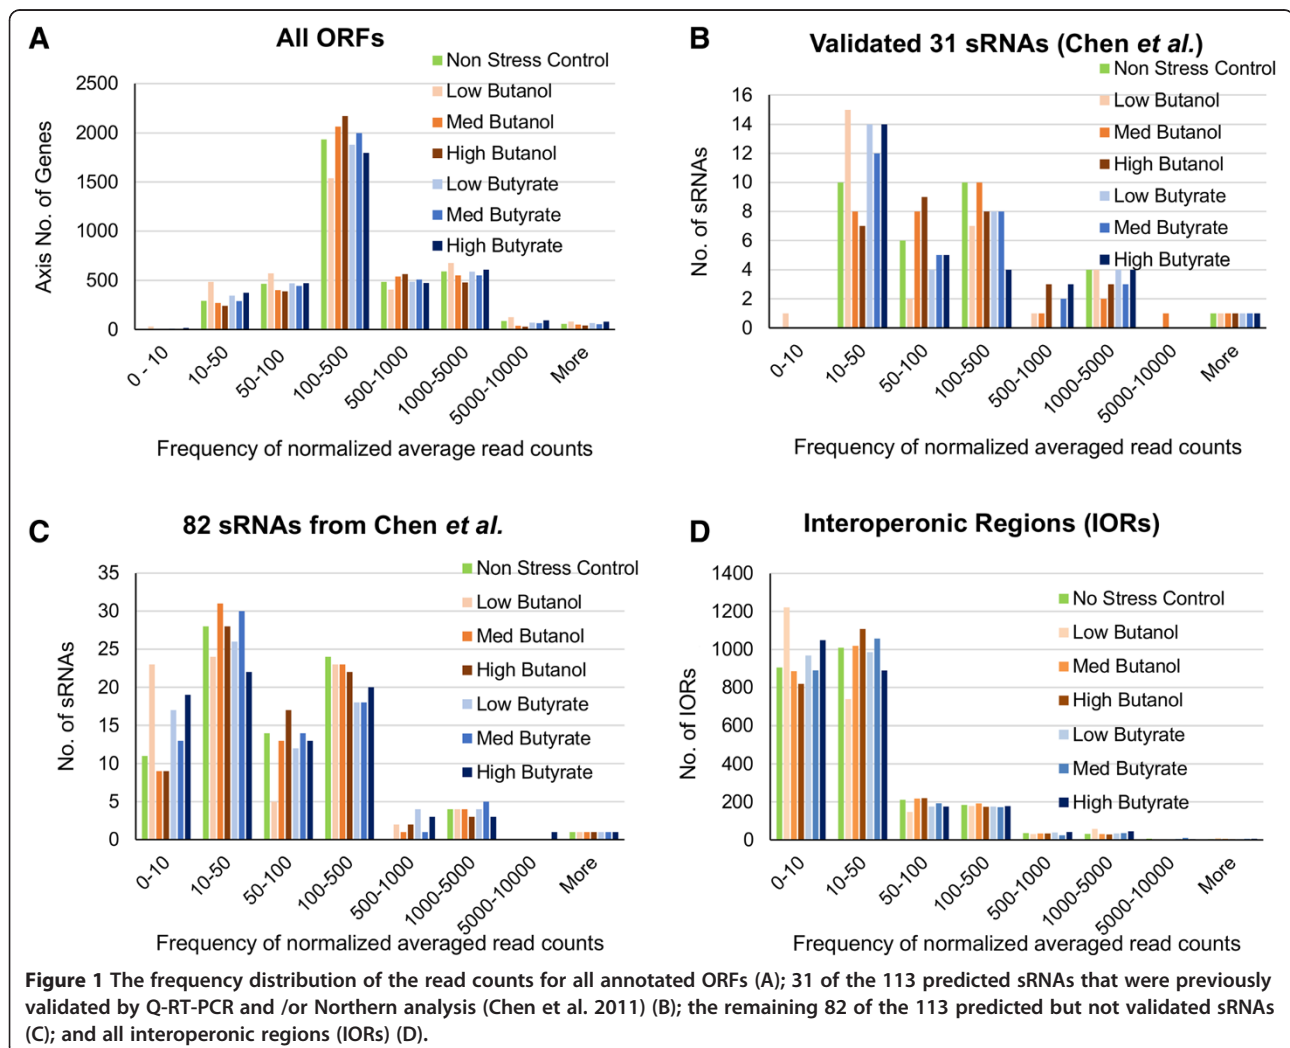 A
All ORFs
Non Stress Control
Low Butanol
Med Butanol
High Butanol
Low Butyrate
Med Butyrate
High Butyrate
Axis No. of Genes
2500
2000
1500
1000
500
0
0 - 10
10-50
50-100
100-500
500-1000
1000-5000
5000-10000
More
Frequency of normalized average read counts
B
Validated 31 sRNAs (Chen et al.)
Non Stress Control
Low Butanol
Med Butanol
High Butanol
Low Butyrate
Med Butyrate
High Butyrate
No. of sRNAs
16
14
12
10
8
6
4
2
0
0-10
10-50
50-100
100-500
500-1000
1000-5000
5000-10000
More
Frequency of normalized averaged read counts
C
82 sRNAs from Chen et al.
Non Stress Control
Low Butanol
Med Butanol
High Butanol
Low Butyrate
Med Butyrate
High Butyrate
No. of sRNAs
35
30
25
20
15
10
5
0
0-10
10-50
50-100
100-500
500-1000
1000-5000
5000-10000
More
Frequency of normalized averaged read counts
D
Interoperonic Regions (IORs)
No Stress Control
Low Butanol
Med Butanol
High Butanol
Low Butyrate
Med Butyrate
High Butyrate
No. of IORs
1400
1200
1000
800
600
400
200
0
0-10
10-50
50-100
100-500
500-1000
1000-5000
5000-10000
More
Frequency of normalized averaged read counts
Figure 1 The frequency distribution of the read counts for all annotated ORFs (A); 31 of the 113 predicted sRNAs that were previously
validated by Q-RT-PCR and /or Northern analysis (Chen et al. 2011) (B); the remaining 82 of the 113 predicted but not validated sRNAs
(C); and all interoperonic regions (IORs) (D).